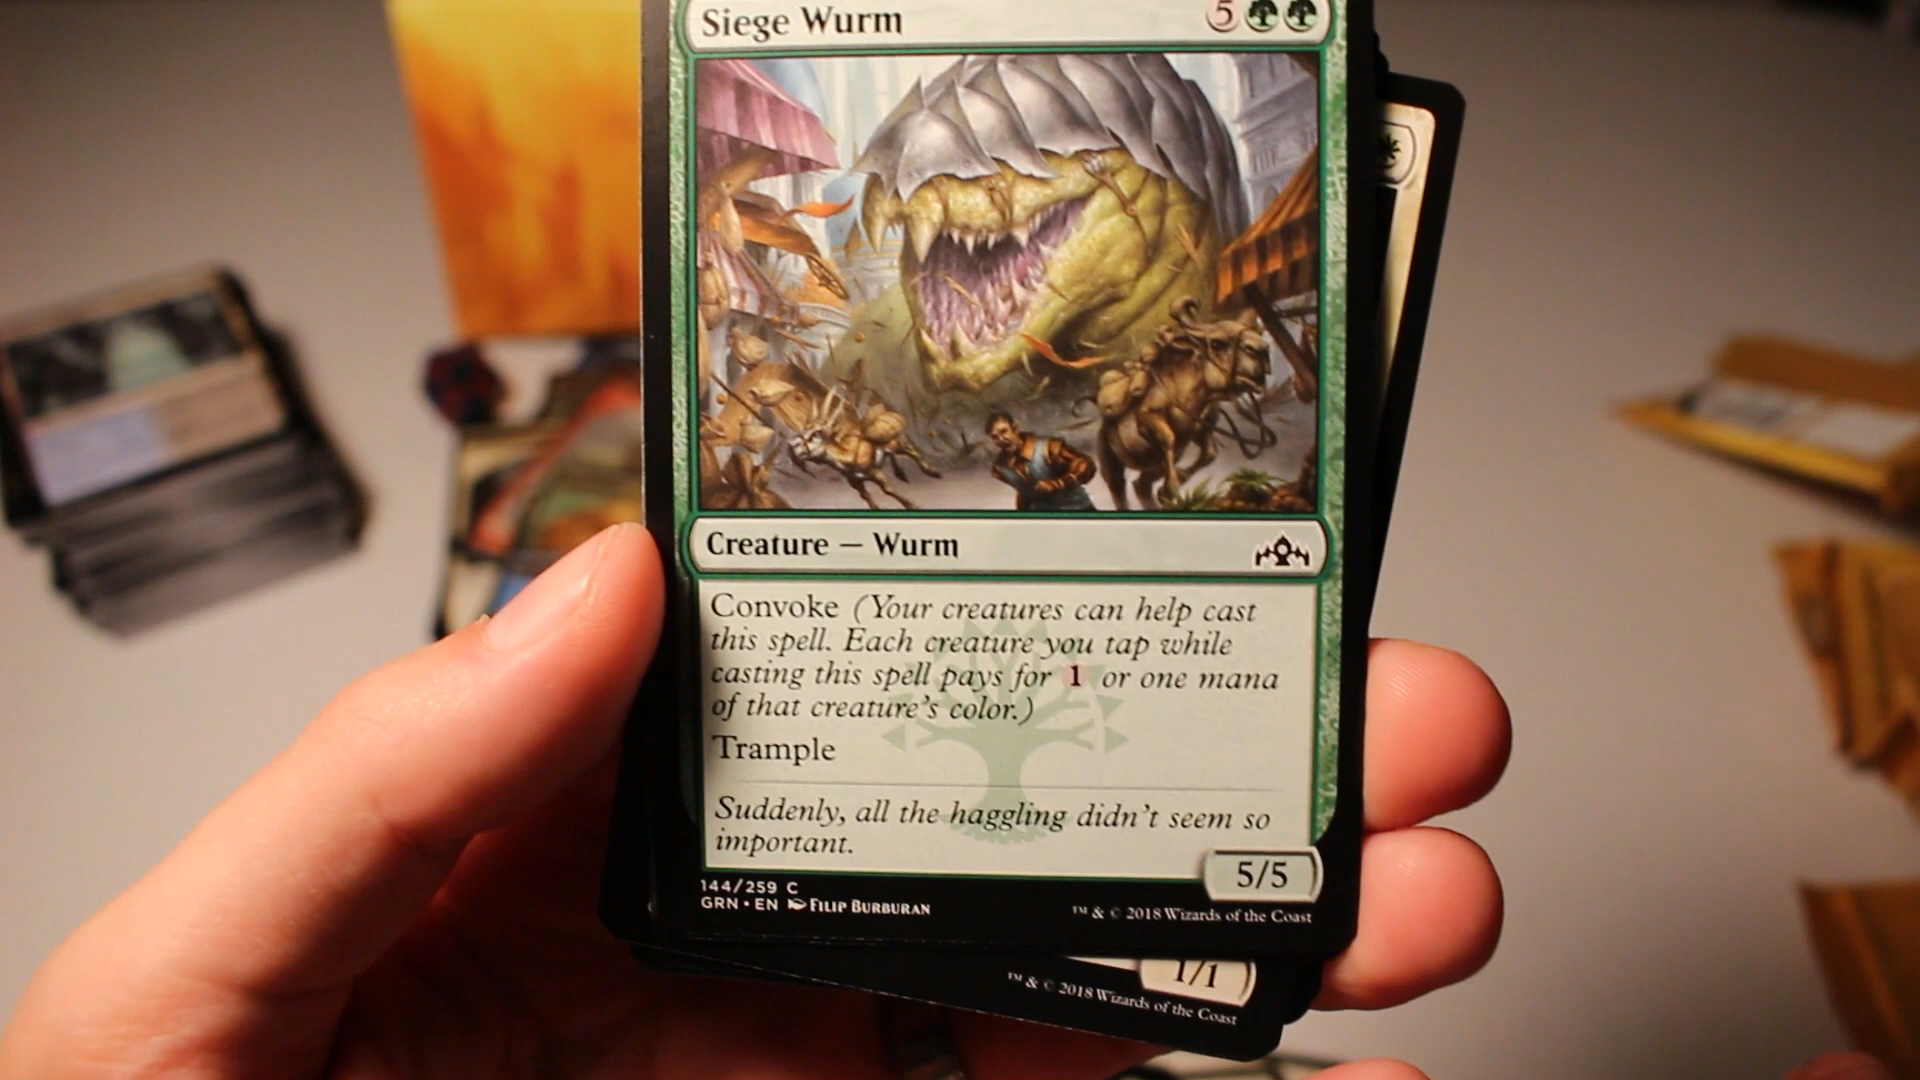 Siege Wurm 5
Creature — Wurm
Convoke (Your creatures can help cast
this spell. Each creature you tap while
casting this spell pays for 1 or one mana
of that creature's color.)
Trample
Suddenly, all the haggling didn't seem so
important.
5/5
144/259 C
GRN • EN FILIP BURBURAN
™ & © 2018 Wizards of the Coast
1/1
™ & © 2018 Wizards of the Coast